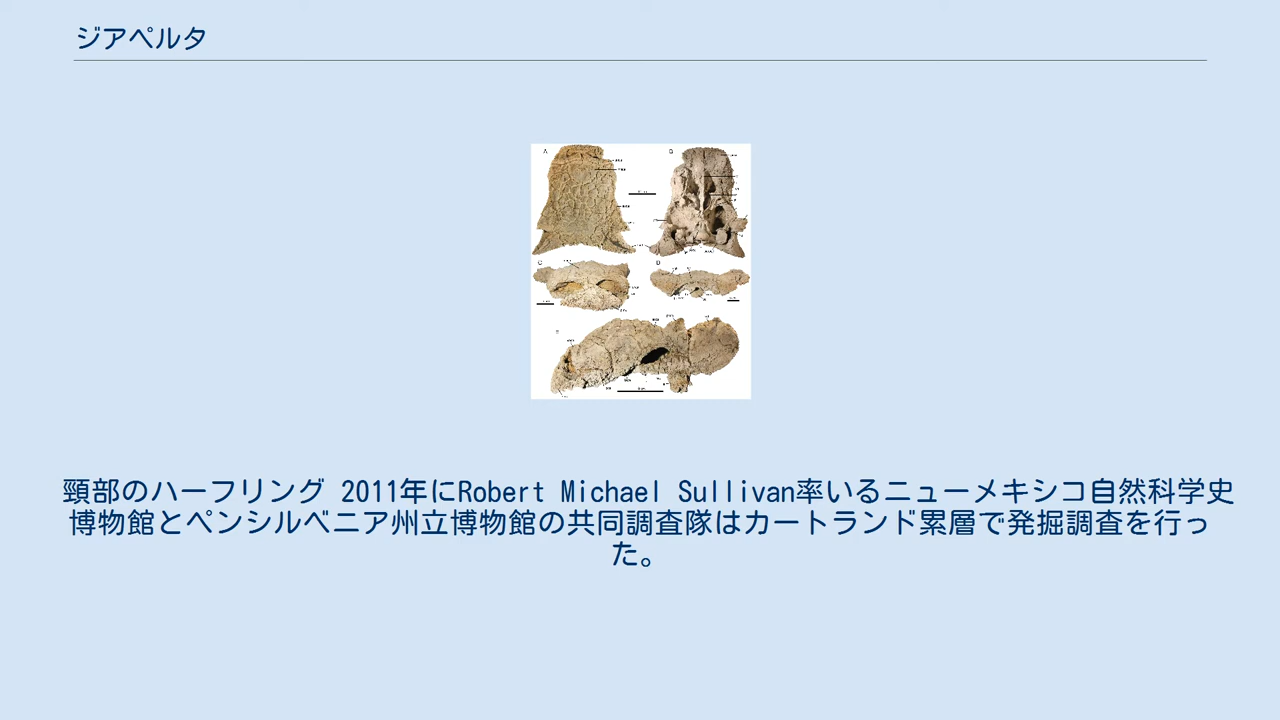 ジアペルタ
A
B
C
D
E
頸部のハーフリング 2011年にRobert Michael Sullivan率いるニューメキシコ自然科学史
博物館とペンシルベニア州立博物館の共同調査隊はカートランド累層で発掘調査を行っ
た。